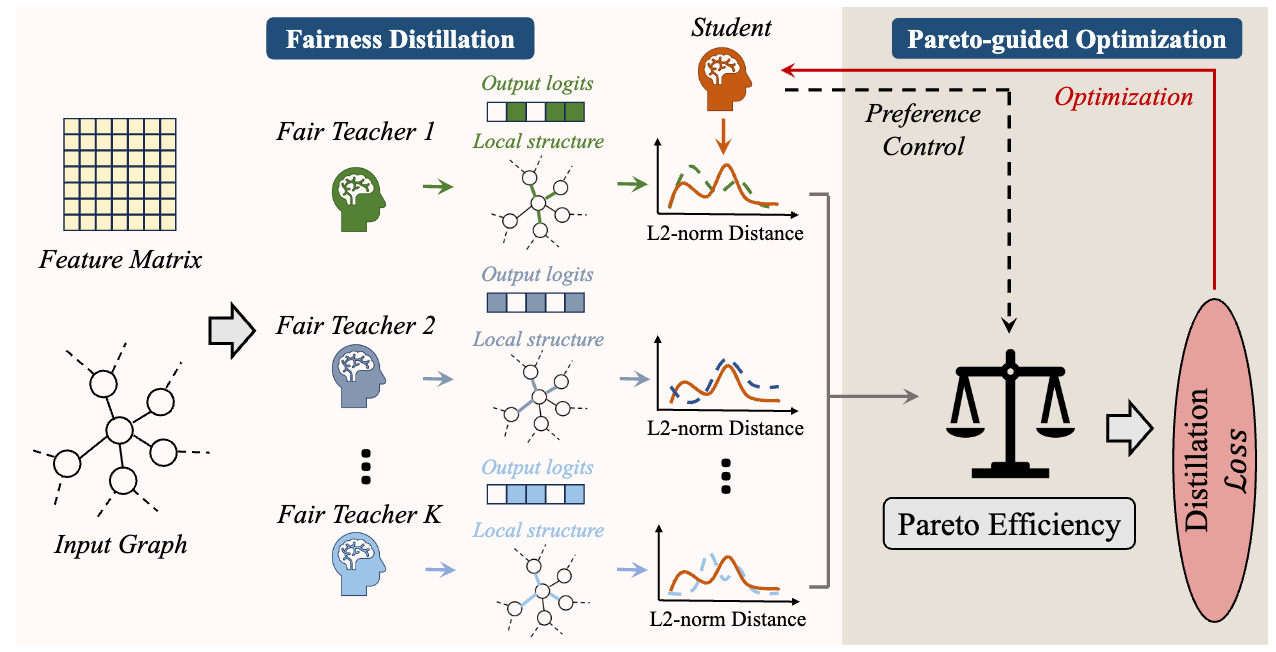 Fairness Distillation
Student
Pareto-guided Optimization
Feature Matrix
Input Graph
Fair Teacher 1
Output logits
Local structure
L2-norm Distance
Fair Teacher 2
Output logits
Local structure
L2-norm Distance
Fair Teacher K
Output logits
Local structure
L2-norm Distance
Preference
Control
Optimization
Pareto Efficiency
Distillation
ℒoss